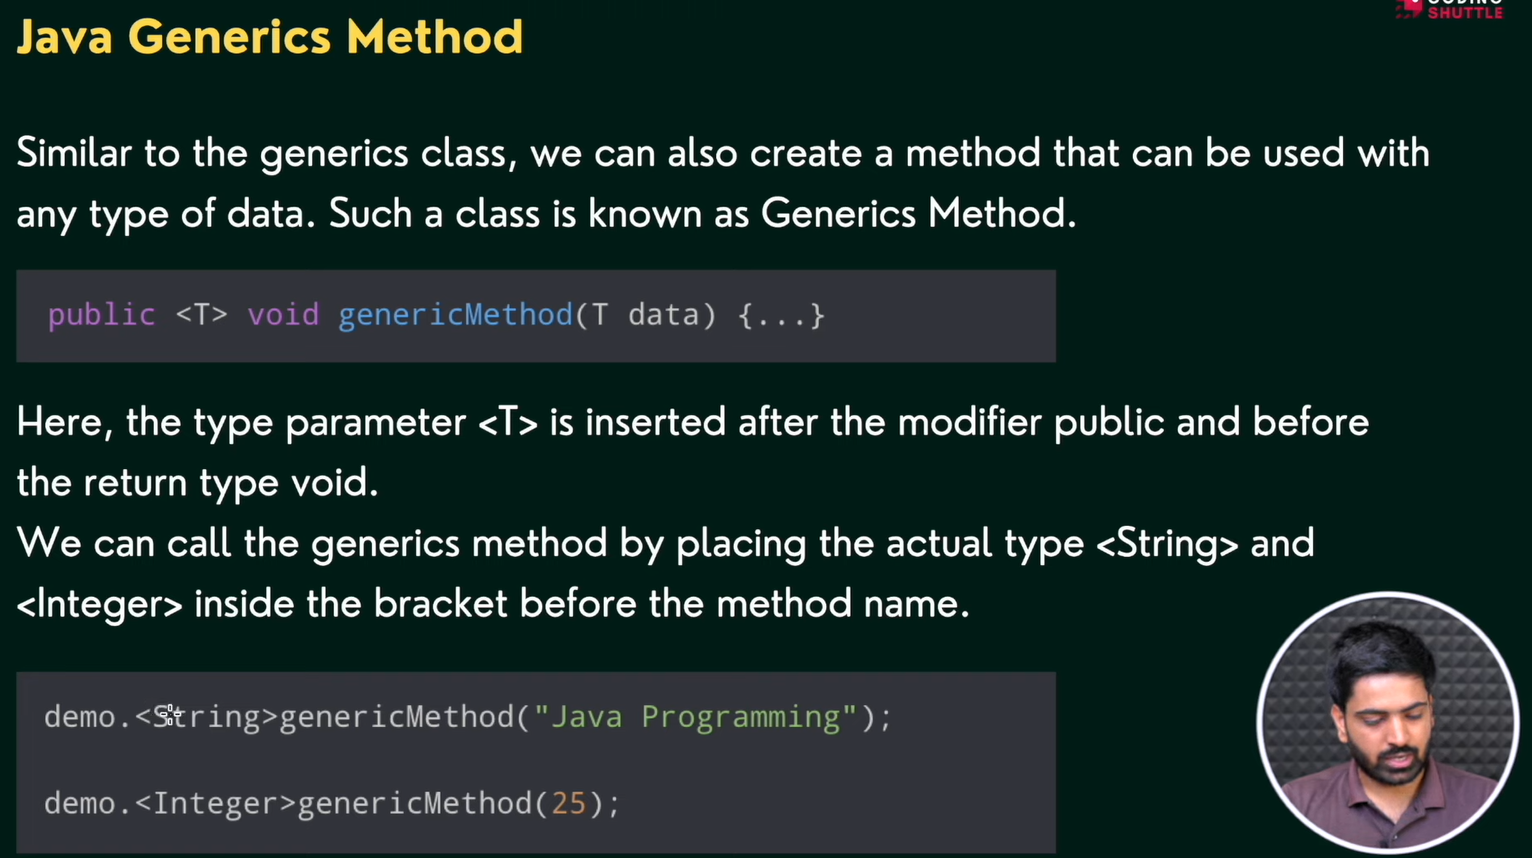 CODING
SHUTTLE
Java Generics Method
Similar to the generics class, we can also create a method that can be used with
any type of data. Such a class is known as Generics Method.
public <T> void genericMethod(T data) {...}
Here, the type parameter <T> is inserted after the modifier public and before
the return type void.
We can call the generics method by placing the actual type <String> and
<Integer> inside the bracket before the method name.
demo.<String>genericMethod("Java Programming");
demo.<Integer>genericMethod(25);